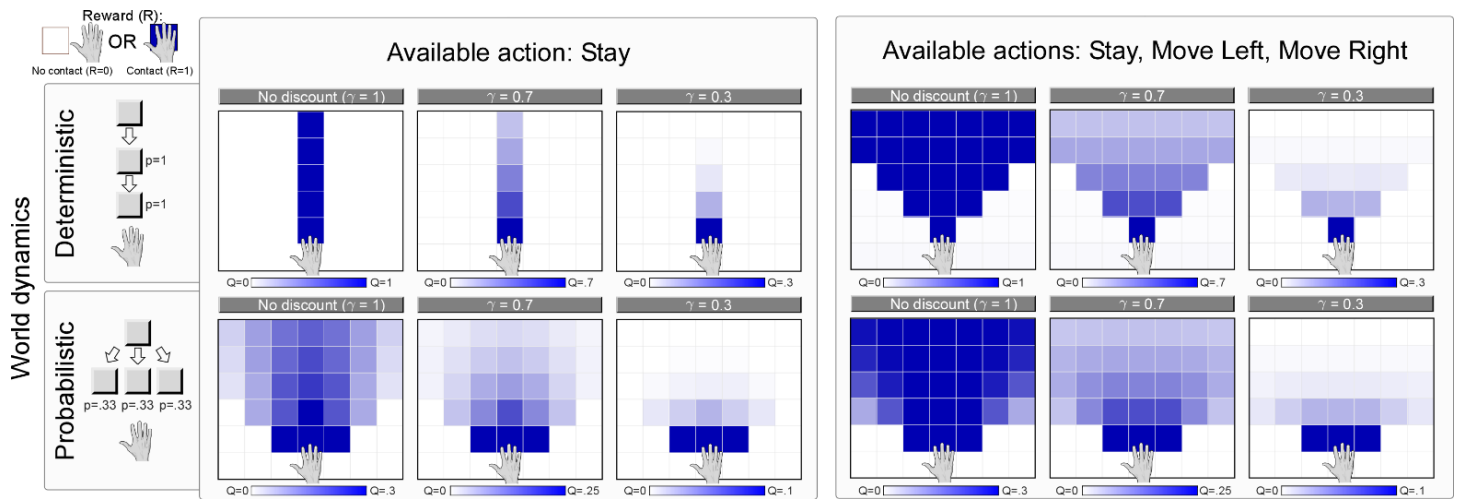 Reward (R):
OR
No contact (R=0)
Contact (R=1)
Available action: Stay
Available actions: Stay, Move Left, Move Right
World dynamics
Deterministic
p=1
p=1
No discount (γ = 1)
γ = 0.7
γ = 0.3
No discount (γ = 1)
γ = 0.7
γ = 0.3
Q=0
Q=1
Q=0
Q=.7
Q=0
Q=.3
Q=0
Q=1
Q=0
Q=.7
Q=0
Q=.3
Probabilistic
p=.33
p=.33
p=.33
No discount (γ = 1)
γ = 0.7
γ = 0.3
No discount (γ = 1)
γ = 0.7
γ = 0.3
Q=0
Q=.3
Q=0
Q=.25
Q=0
Q=.1
Q=0
Q=.3
Q=0
Q=.25
Q=0
Q=.1